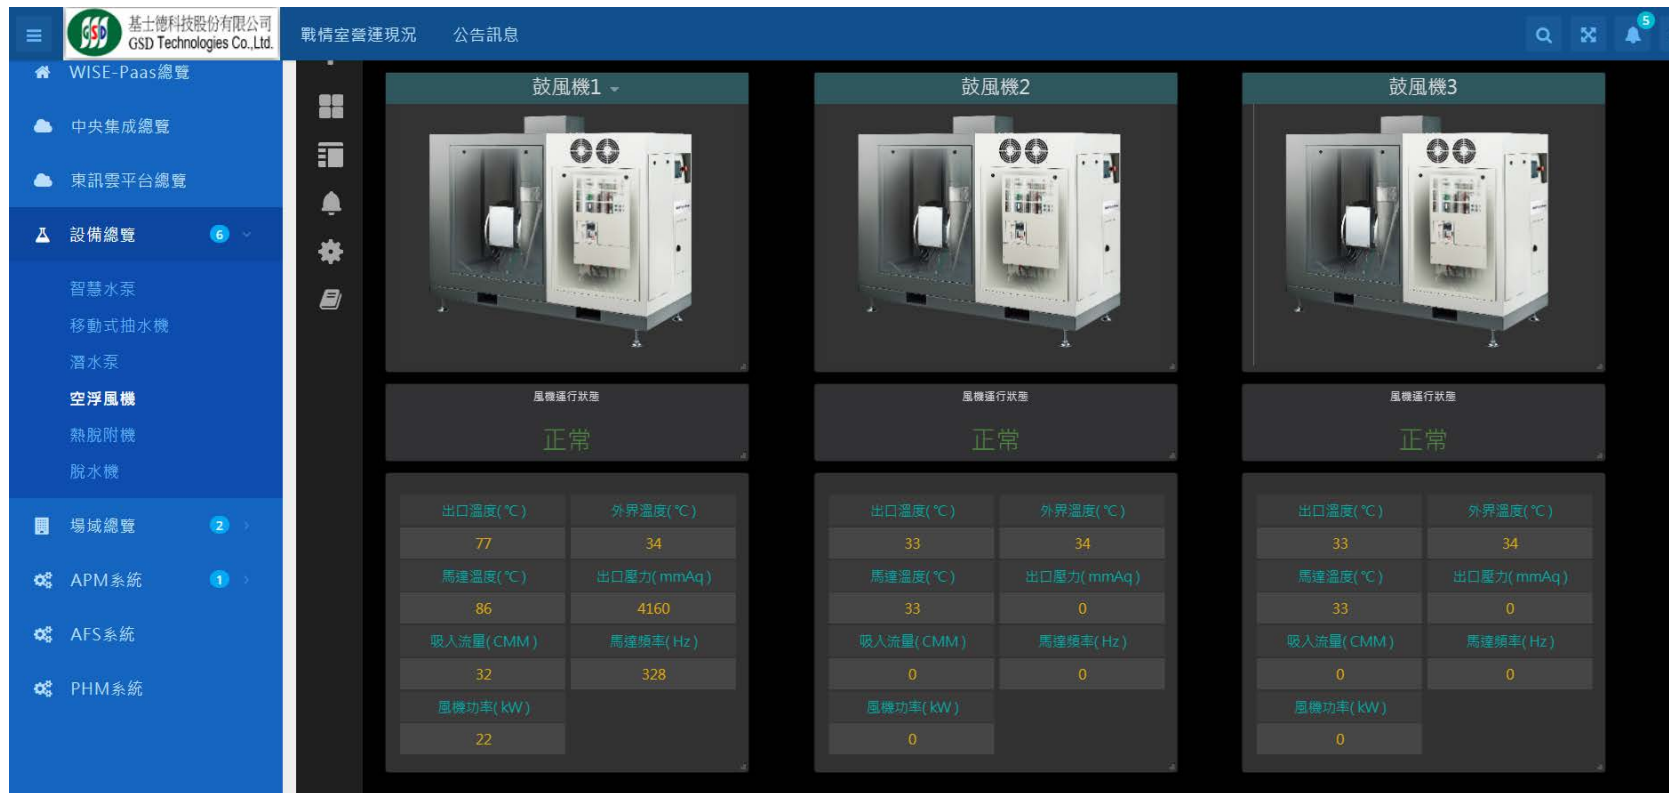 基士德科技股份有限公司
GSD Technologies Co.,Ltd.
GSD
戰情室營運現況
公告訊息
5
WISE-Paas總覽
中央集成總覽
東訊雲平台總覽
設備總覽 6
智慧水泵
移動式抽水機
潛水泵
空浮風機
熱脫附機
脫水機
場域總覽 2
APM系統 1
AFS系統
PHM系統
鼓風機1
風機運行狀態
正常
出口溫度(℃) 外界溫度(℃)
77 34
馬達溫度(℃) 出口壓力(mmAq)
86 4160
吸入流量(CMM) 馬達頻率(Hz)
32 328
風機功率(kW)
22
鼓風機2
風機運行狀態
正常
出口溫度(℃) 外界溫度(℃)
33 34
馬達溫度(℃) 出口壓力(mmAq)
33 0
吸入流量(CMM) 馬達頻率(Hz)
0 0
風機功率(kW)
0
鼓風機3
風機運行狀態
正常
出口溫度(℃) 外界溫度(℃)
33 34
馬達溫度(℃) 出口壓力(mmAq)
33 0
吸入流量(CMM) 馬達頻率(Hz)
0 0
風機功率(kW)
0